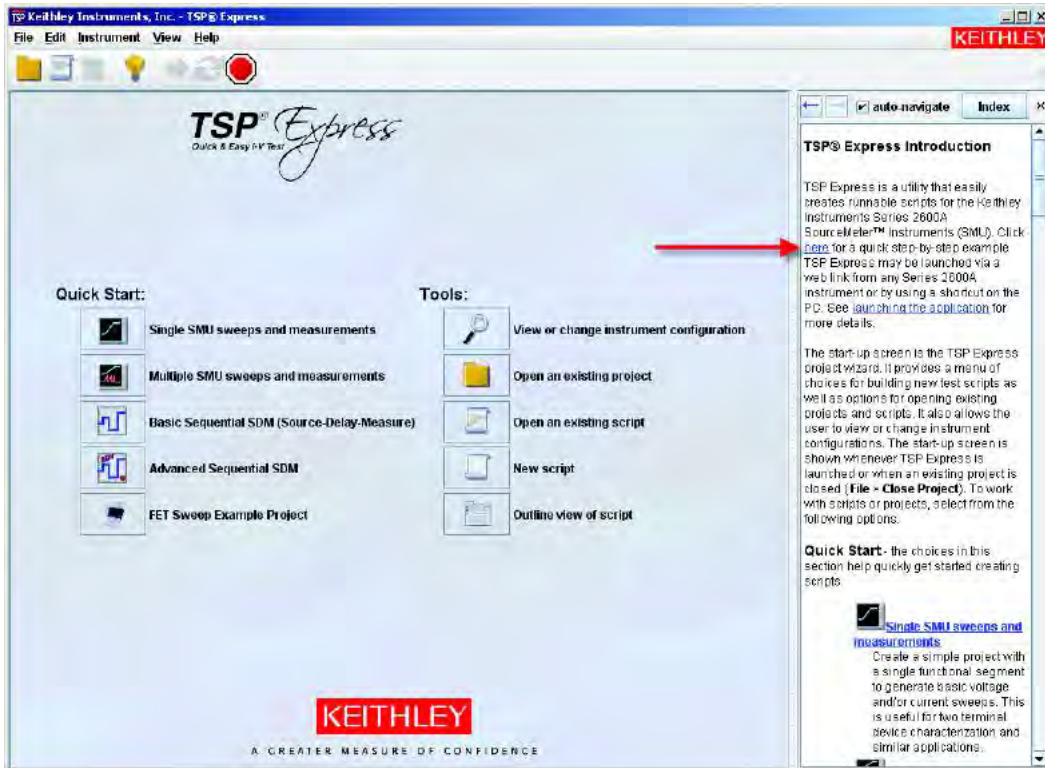 TSP Keithley Instruments, Inc. - TSP® Express
File Edit Instrument View Help
KEITHLEY
TSP® Express
Quick & Easy I-V Test
Quick Start:
Single SMU sweeps and measurements
Multiple SMU sweeps and measurements
Basic Sequential SDM (Source-Delay-Measure)
Advanced Sequential SDM
FET Sweep Example Project
Tools:
View or change instrument configuration
Open an existing project
Open an existing script
New script
Outline view of script
KEITHLEY
A GREATER MEASURE OF CONFIDENCE
auto-navigate Index
TSP® Express Introduction
TSP Express is a utility that easily
creates runnable scripts for the Keithley
Instruments Series 2600A
SourceMeter™ Instruments (SMU). Click
here for a quick step-by-step example
TSP Express may be launched via a
web link from any Series 2600A
instrument or by using a shortcut on the
PC. See launching the application for
more details.
The start-up screen is the TSP Express
project wizard. It provides a menu of
choices for building new test scripts as
well as options for opening existing
projects and scripts. It also allows the
user to view or change instrument
configurations. The start-up screen is
shown whenever TSP Express is
launched or when an existing project is
closed (File > Close Project). To work
with scripts or projects, select from the
following options.
Quick Start - the choices in this
section help quickly get started creating
scripts
Single SMU sweeps and
measurements
Create a simple project with
a single functional segment
to generate basic voltage
and/or current sweeps. This
is useful for two terminal
device characterization and
similar applications.